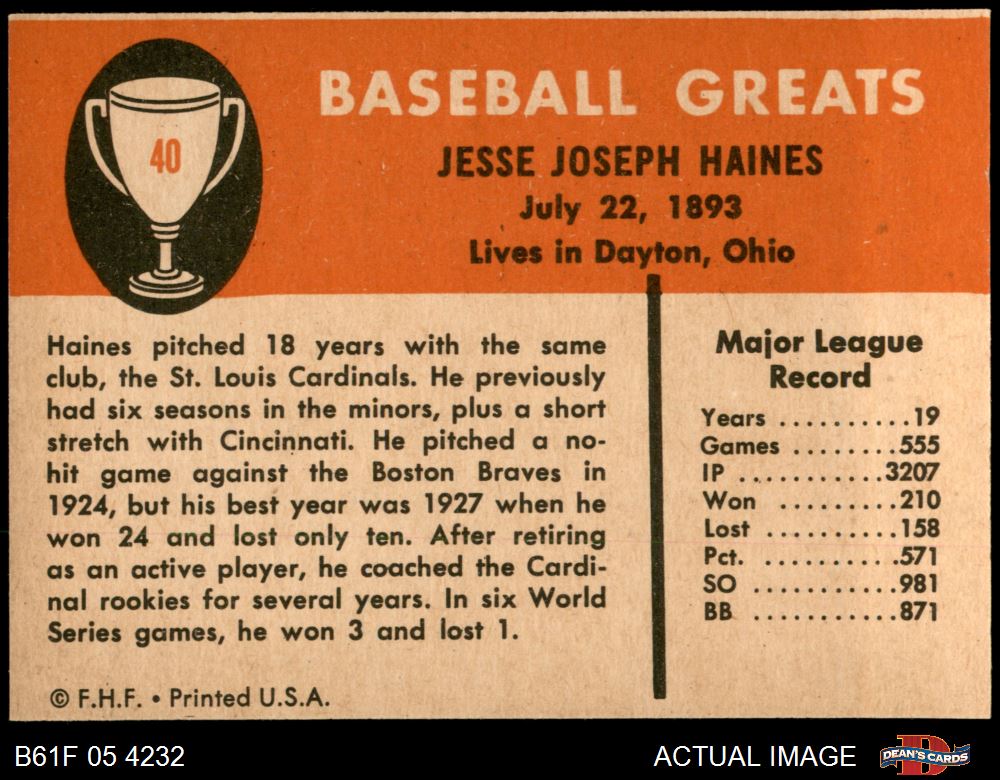 40
BASEBALL GREATS
JESSE JOSEPH HAINES
July 22, 1893
Lives in Dayton, Ohio
Haines pitched 18 years with the same
club, the St. Louis Cardinals. He previously
had six seasons in the minors, plus a short
stretch with Cincinnati. He pitched a no-
hit game against the Boston Braves in
1924, but his best year was 1927 when he
won 24 and lost only ten. After retiring
as an active player, he coached the Cardi-
nal rookies for several years. In six World
Series games, he won 3 and lost 1.
© F.H.F. • Printed U.S.A.
Major League
Record
Years ..........19
Games ........555
IP ...........3207
Won .........210
Lost ..........158
Pct. ..........571
SO ...........981
BB ...........871
B61F 05 4232
ACTUAL IMAGE
D
DEAN'S CARDS